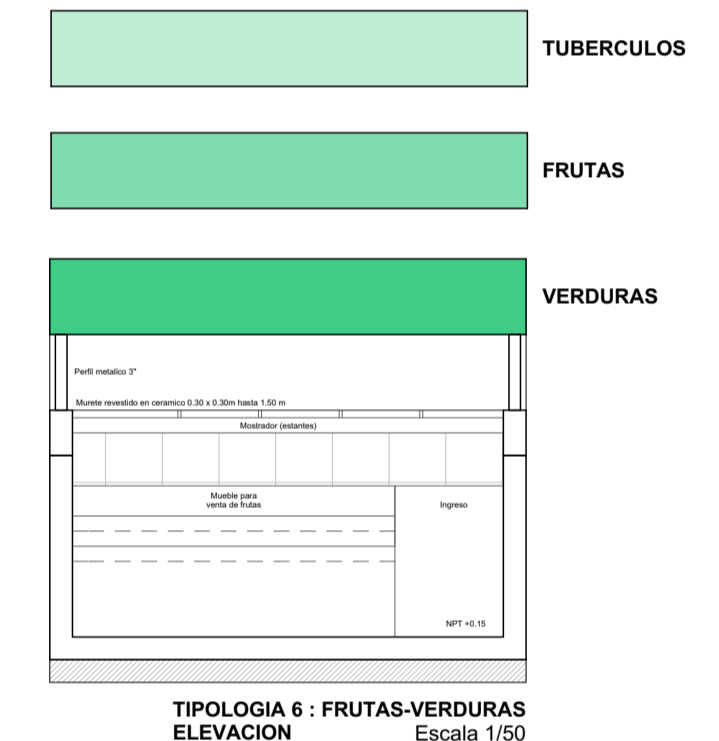 TUBERCULOS
FRUTAS
VERDURAS
Perfil metalico 3"
Murete revestido en ceramico 0.30 x 0.30m hasta 1.50 m
Mostrador (estantes)
Mueble para
venta de frutas
Ingreso
NPT +0.15
TIPOLOGIA 6 : FRUTAS-VERDURAS
ELEVACION Escala 1/50